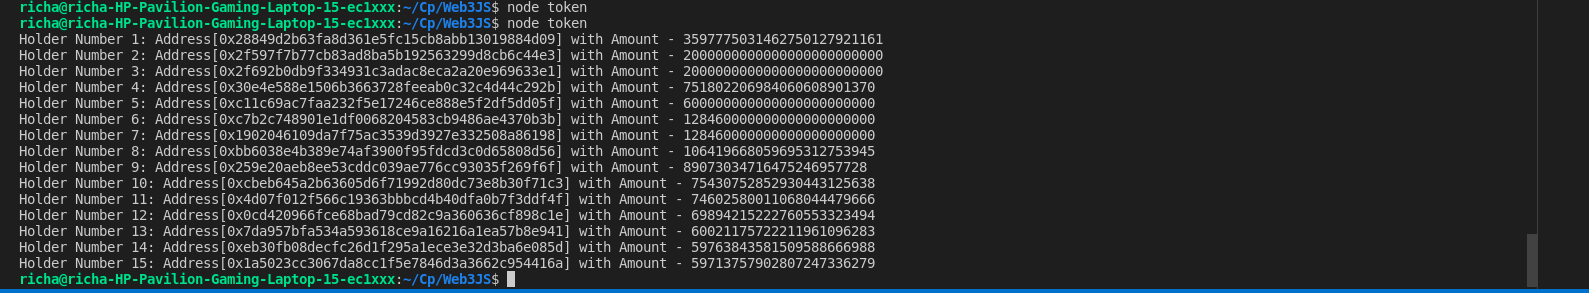 richa@richa-HP-Pavilion-Gaming-Laptop-15-ec1xxx:~/Cp/Web3JS$ node token
richa@richa-HP-Pavilion-Gaming-Laptop-15-ec1xxx:~/Cp/Web3JS$ node token
Holder Number 1: Address[0x28849d2b63fa8d361e5fc15cb8abb13019884d09] with Amount - 3597775031462750127921161
Holder Number 2: Address[0x2f597f7b77cb83ad8ba5b192563299d8cb6c44e3] with Amount - 2000000000000000000000000
Holder Number 3: Address[0x2f692b0db9f334931c3adac8eca2a20e969633e1] with Amount - 2000000000000000000000000
Holder Number 4: Address[0x30e4e588e1506b3663728feeab0c32c4d44c292b] with Amount - 751802206984060608901370
Holder Number 5: Address[0xc11c69ac7faa232f5e17246ce888e5f2df5dd05f] with Amount - 600000000000000000000000
Holder Number 6: Address[0xc7b2c748901e1df0068204583cb9486ae4370b3b] with Amount - 128460000000000000000000
Holder Number 7: Address[0x1902046109da7f75ac3539d3927e332508a86198] with Amount - 128460000000000000000000
Holder Number 8: Address[0xbb6038e4b389e74af3900f95fdcd3c0d65808d56] with Amount - 106419668059695312753945
Holder Number 9: Address[0x259e20aeb8ee53cddc039ae776cc93035f269f6f] with Amount - 89073034716475246957728
Holder Number 10: Address[0xcbeb645a2b63605d6f71992d80dc73e8b30f71c3] with Amount - 75430752852930443125638
Holder Number 11: Address[0x4d07f012f566c19363bbbcd4b40dfa0b7f3ddf4f] with Amount - 74602580011068044479666
Holder Number 12: Address[0x0cd420966fce68bad79cd82c9a360636cf898c1e] with Amount - 69894215222760553323494
Holder Number 13: Address[0x7da957bfa534a593618ce9a16216a1ea57b8e941] with Amount - 60021175722211961096283
Holder Number 14: Address[0xeb30fb08decfc26d1f295a1ece3e32d3ba6e085d] with Amount - 59763843581509588666988
Holder Number 15: Address[0x1a5023cc3067da8cc1f5e7846d3a3662c954416a] with Amount - 59713757902807247336279
richa@richa-HP-Pavilion-Gaming-Laptop-15-ec1xxx:~/Cp/Web3JS$